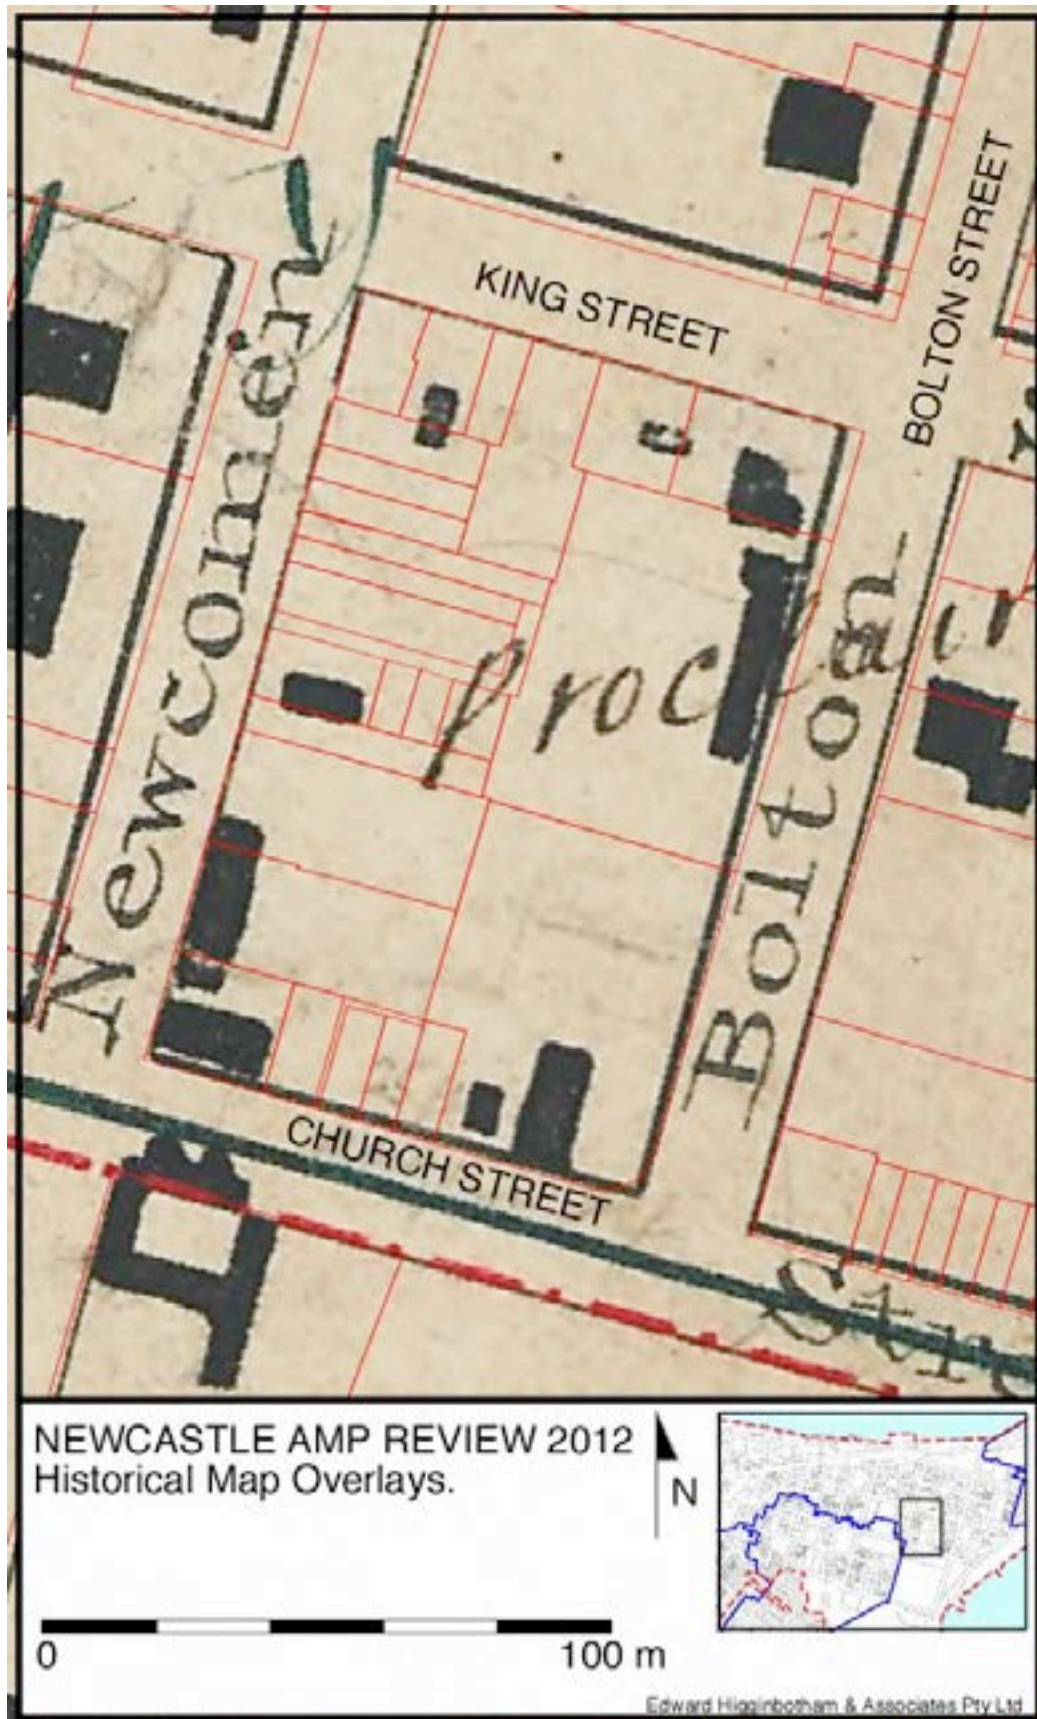 KING STREET
BOLTON STREET
Newcomen
Bolton
CHURCH STREET
NEWCASTLE AMP REVIEW 2012
Historical Map Overlays.
N
0 100 m
Edward Higginbotham & Associates Pty Ltd